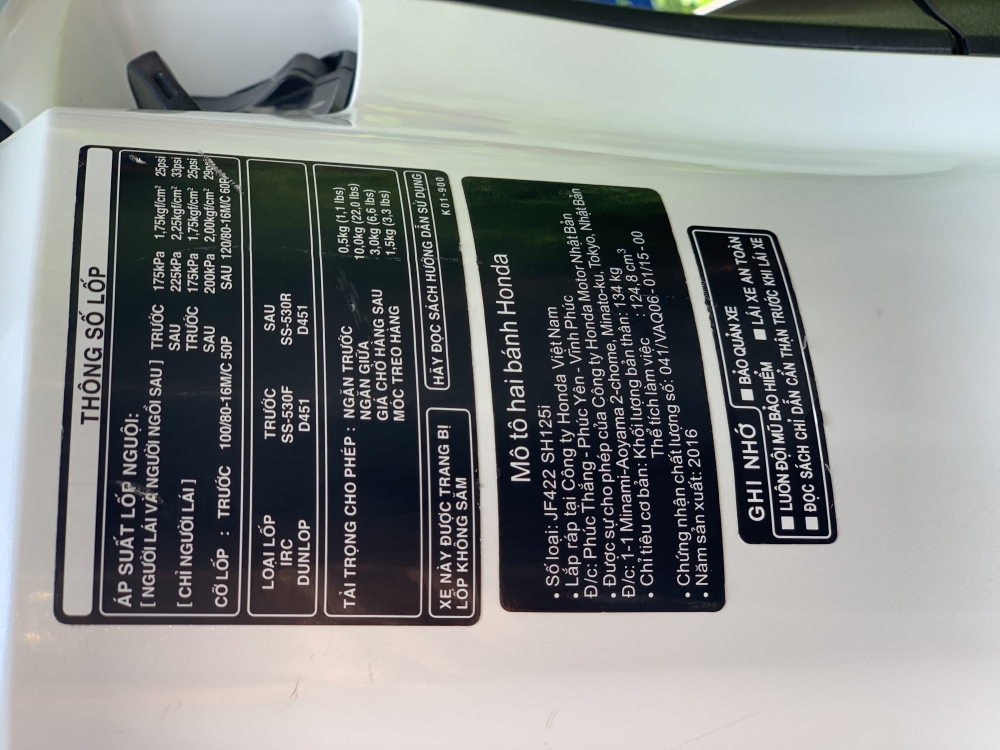 THÔNG SỐ LỐP
ÁP SUẤT LỐP NGUỘI:
[ NGƯỜI LÁI VÀ NGƯỜI NGỒI SAU ] TRƯỚC 175kPa 1,75kgf/cm² 25psi
SAU 225kPa 2,25kgf/cm² 33psi
[ CHỈ NGƯỜI LÁI ] TRƯỚC 175kPa 1,75kgf/cm² 25psi
SAU 200kPa 2,00kgf/cm² 29psi
CỠ LỐP : TRƯỚC 100/80-16M/C 50P SAU 120/80-16M/C 60P
LOẠI LỐP TRƯỚC SAU
IRC SS-530F SS-530R
DUNLOP D451 D451
TẢI TRỌNG CHO PHÉP : NGĂN TRƯỚC 0,5kg (1,1 lbs)
NGĂN GIỮA 10,0kg (22,0 lbs)
GIÁ CHỞ HÀNG SAU 3,0kg (6,6 lbs)
MÓC TREO HÀNG 1,5kg (3,3 lbs)
XE NÀY ĐƯỢC TRANG BỊ
LỐP KHÔNG SĂM
HÃY ĐỌC SÁCH HƯỚNG DẪN SỬ DỤNG
K01-900
Mô tô hai bánh Honda
• Số loại: JF422 SH125i
• Lắp ráp tại Công ty Honda Việt Nam
Đ/c: Phúc Thắng - Phúc Yên - Vĩnh Phúc
• Được sự cho phép của Công ty Honda Motor Nhật Bản
Đ/c: 1-1 Minami-Aoyama 2-chome, Minato-ku, Tokyo, Nhật Bản
• Chỉ tiêu cơ bản: Khối lượng bản thân: 134 kg
Thể tích làm việc : 124,8 cm³
• Chứng nhận chất lượng số: 041/VAQ06 - 01/15 - 00
• Năm sản xuất: 2016
GHI NHỚ
■ BẢO QUẢN XE
■ LUÔN ĐỘI MŨ BẢO HIỂM ■ LÁI XE AN TOÀN
■ ĐỌC SÁCH CHỈ DẪN CẨN THẬN TRƯỚC KHI LÁI XE